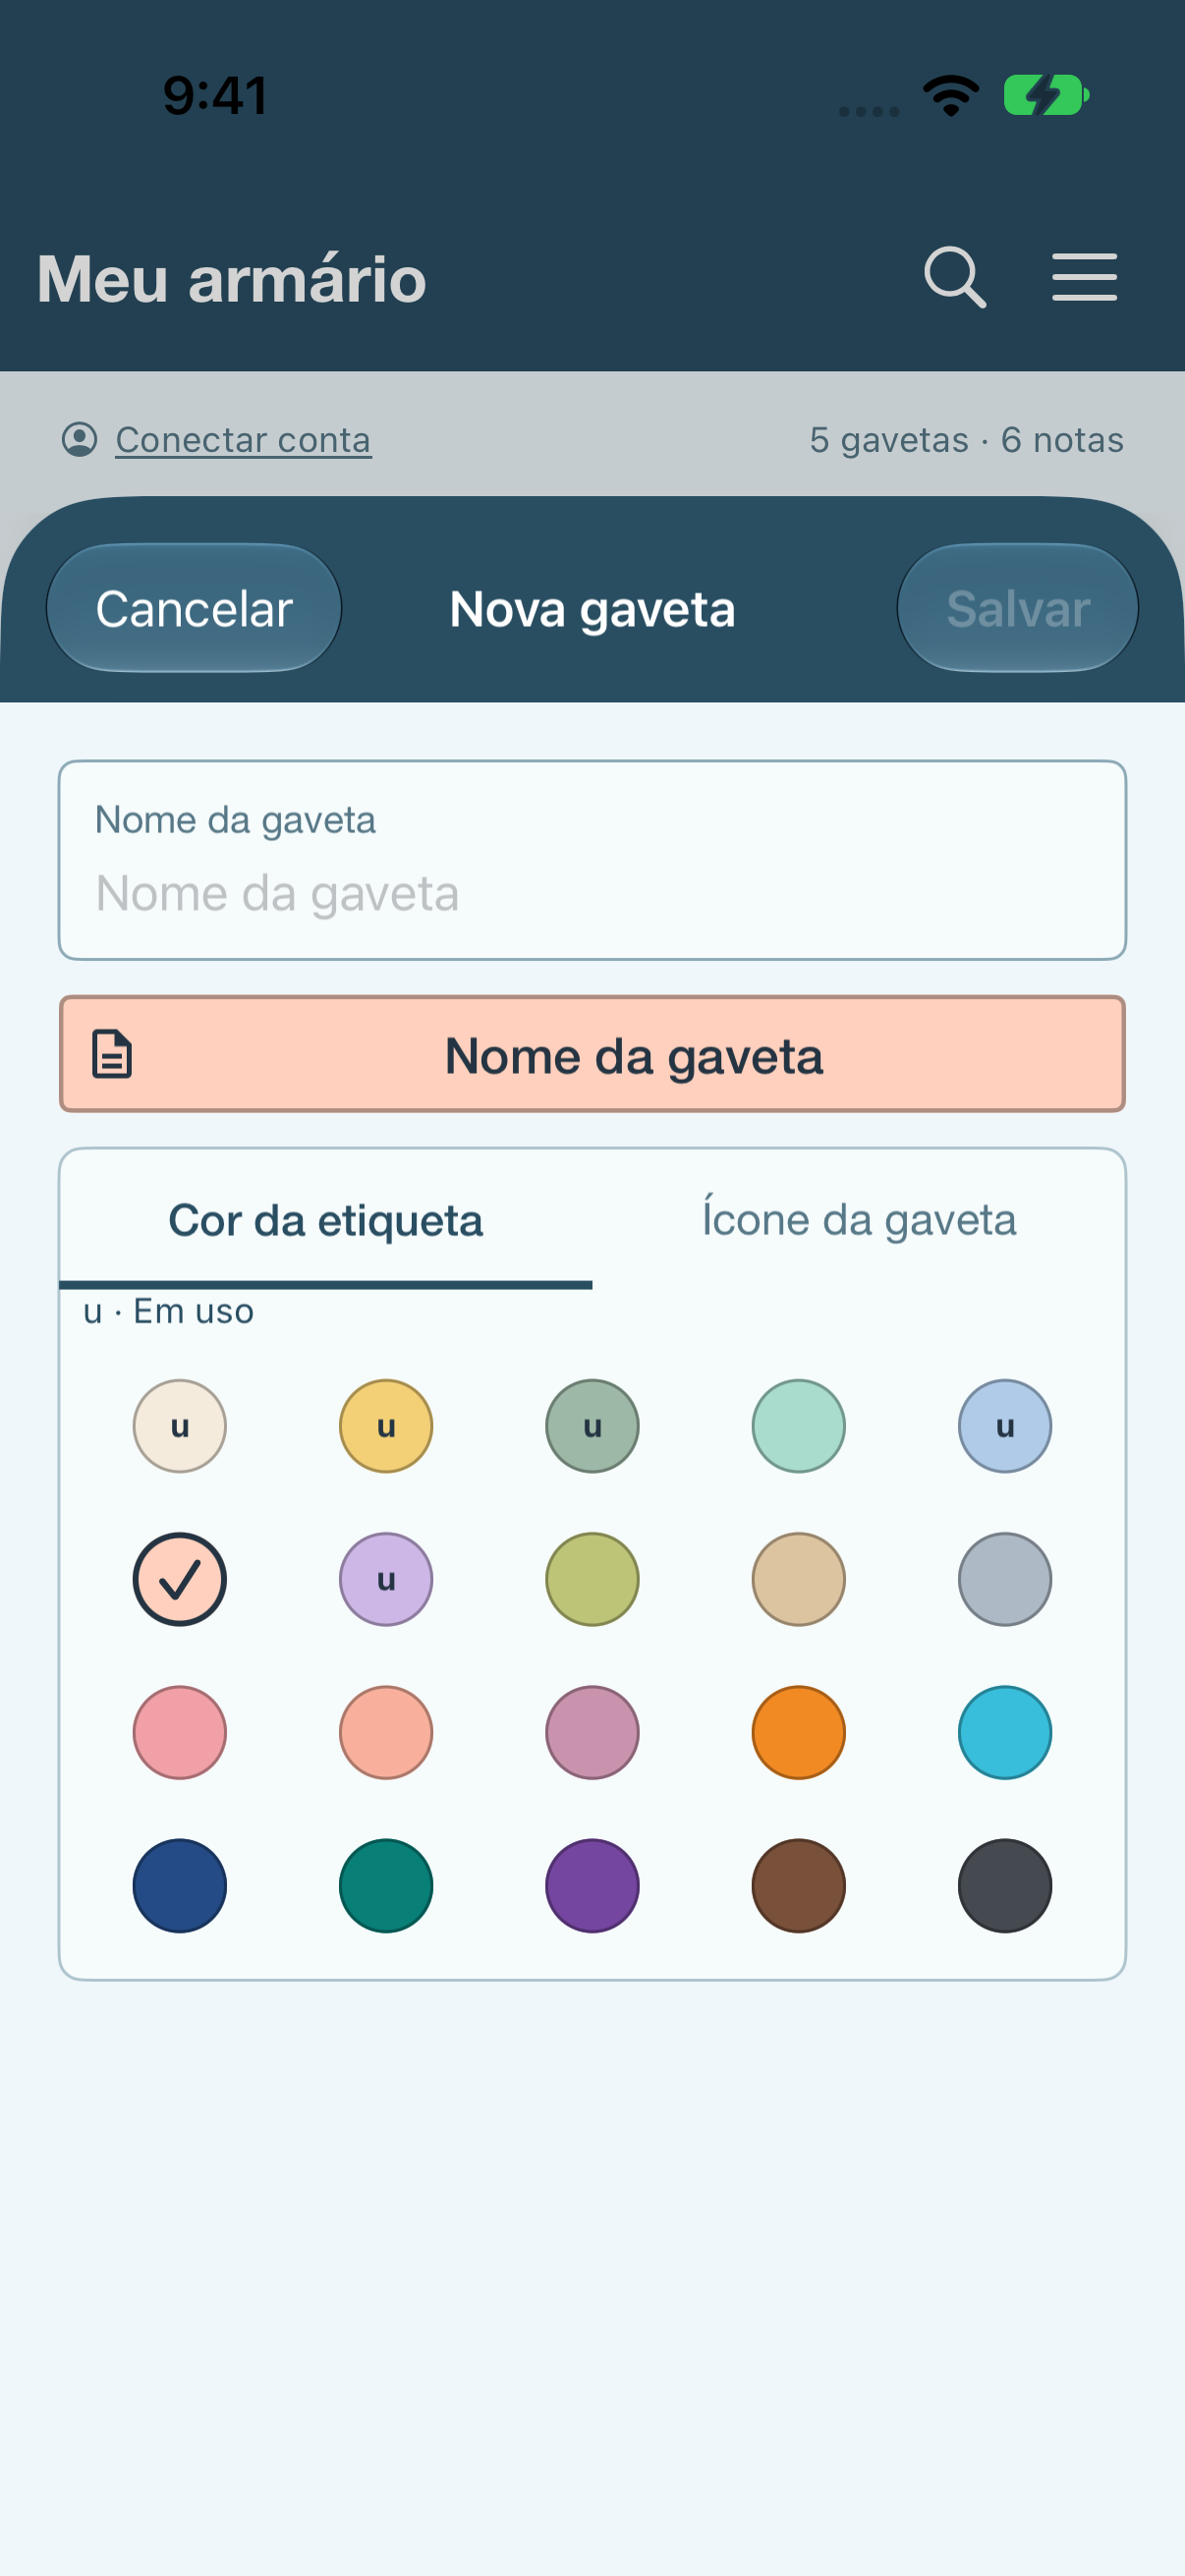 9:41
Meu armário
Conectar conta
5 gavetas · 6 notas
Cancelar
Nova gaveta
Salvar
Nome da gaveta
Nome da gaveta
Nome da gaveta
Cor da etiqueta
Ícone da gaveta
u · Em uso
u u u u
u